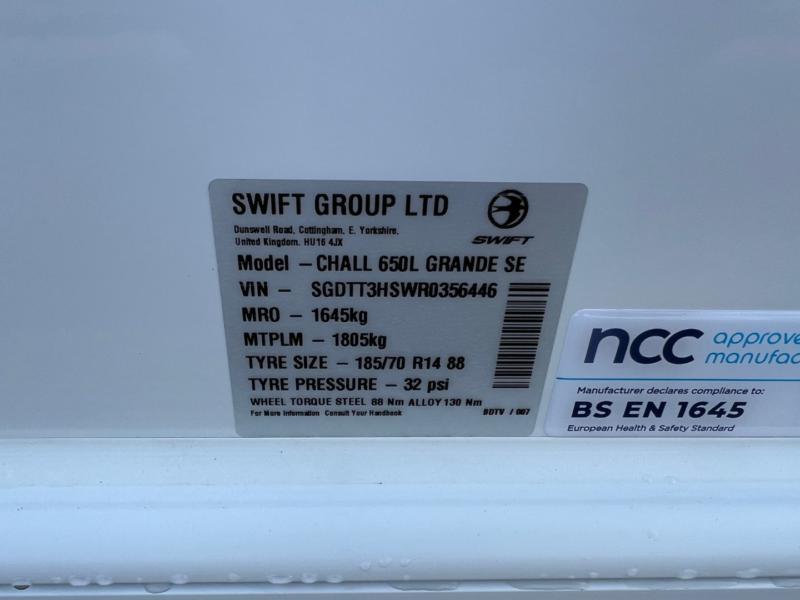 SWIFT GROUP LTD
Dunswell Road, Cottingham, E. Yorkshire,
United Kingdom. HU16 4JX
SWIFT
Model – CHALL 650L GRANDE SE
VIN – SGDTT3HSWR0356446
MRO – 1645kg
MTPLM – 1805kg
TYRE SIZE – 185/70 R14 88
TYRE PRESSURE – 32 psi
WHEEL TORQUE STEEL 88 Nm ALLOY 130 Nm
For More Information Consult Your Handbook BDTV / 007
ncc approve
manufac
Manufacturer declares compliance to:
BS EN 1645
European Health & Safety Standard